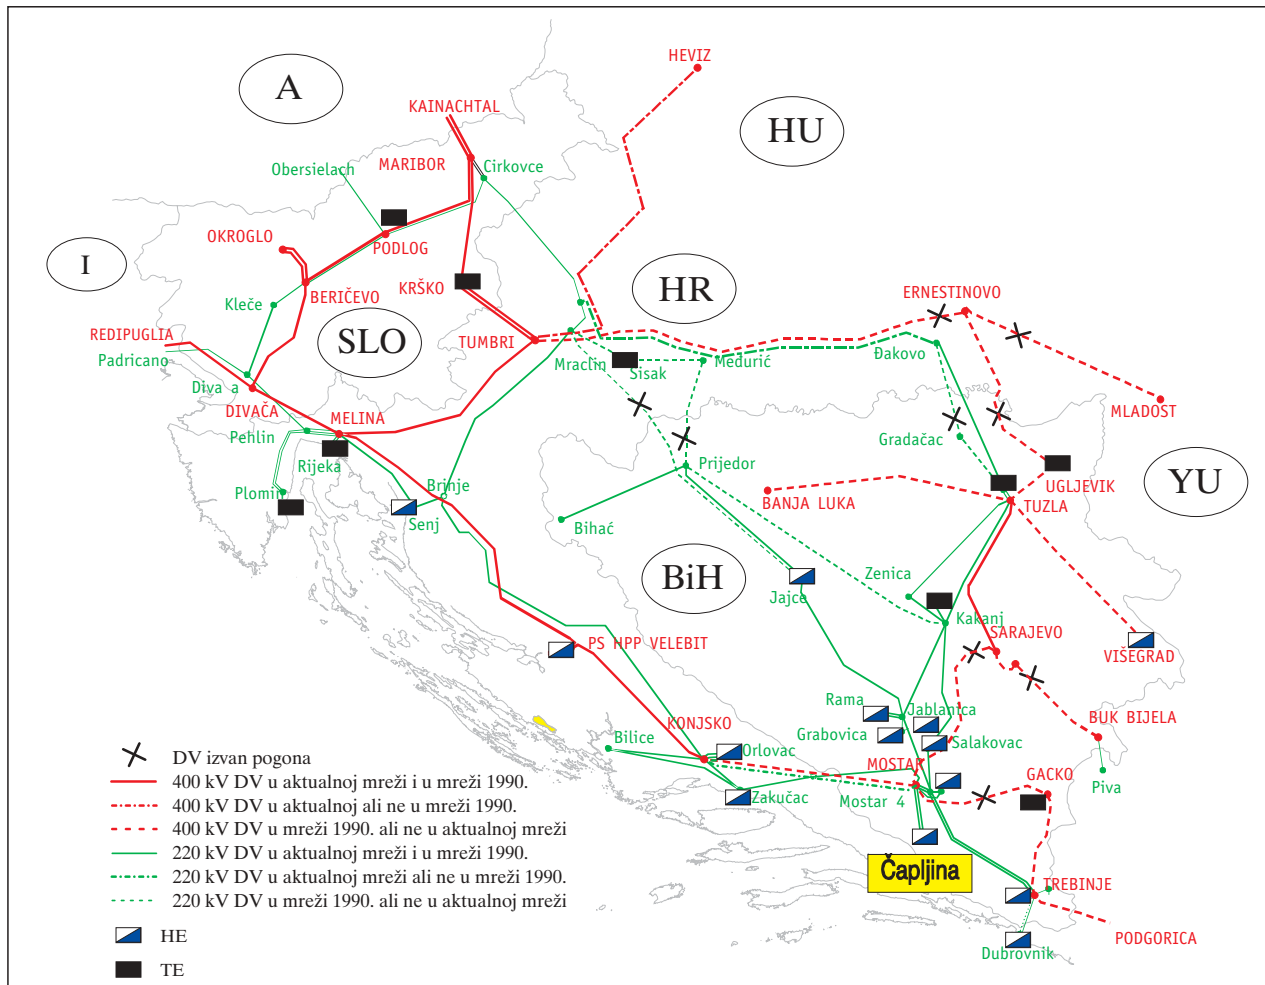 HEVIZ
A
KAINACHTAL
HU
MARIBOR
Cirkovce
Obersielach
OKROGLO
PODLOG
I
BERIČEVO
KRŠKO
HR
ERNESTINOVO
Kleče
SLO
REDIPUGLIA
TUMBRI
Padricano
Mraclin
Sisak
Međurić
Đakovo
Diva a
DIVAČA
MELINA
MLADOST
Pehlin
Gradačac
Rijeka
Prijedor
UGLJEVIK
YU
Plomin
Brinje
BANJA LUKA
TUZLA
Senj
Bihać
BiH
Zenica
Jajce
Kakanj
SARAJEVO
PS HPP VELEBIT
VIŠEGRAD
Rama
Jablanica
KONJSKO
BUK BIJELA
Grabovica
Salakovac
Bilice
Orlovac
MOSTAR
GACKO
Piva
Zakučac
Mostar 4
Čapljina
TREBINJE
PODGORICA
Dubrovnik
DV izvan pogona
400 kV DV u aktualnoj mreži i u mreži 1990.
400 kV DV u aktualnoj ali ne u mreži 1990.
400 kV DV u mreži 1990. ali ne u aktualnoj mreži
220 kV DV u aktualnoj mreži i u mreži 1990.
220 kV DV u aktualnoj mreži ali ne u mreži 1990.
220 kV DV u mreži 1990. ali ne u aktualnoj mreži
HE
TE